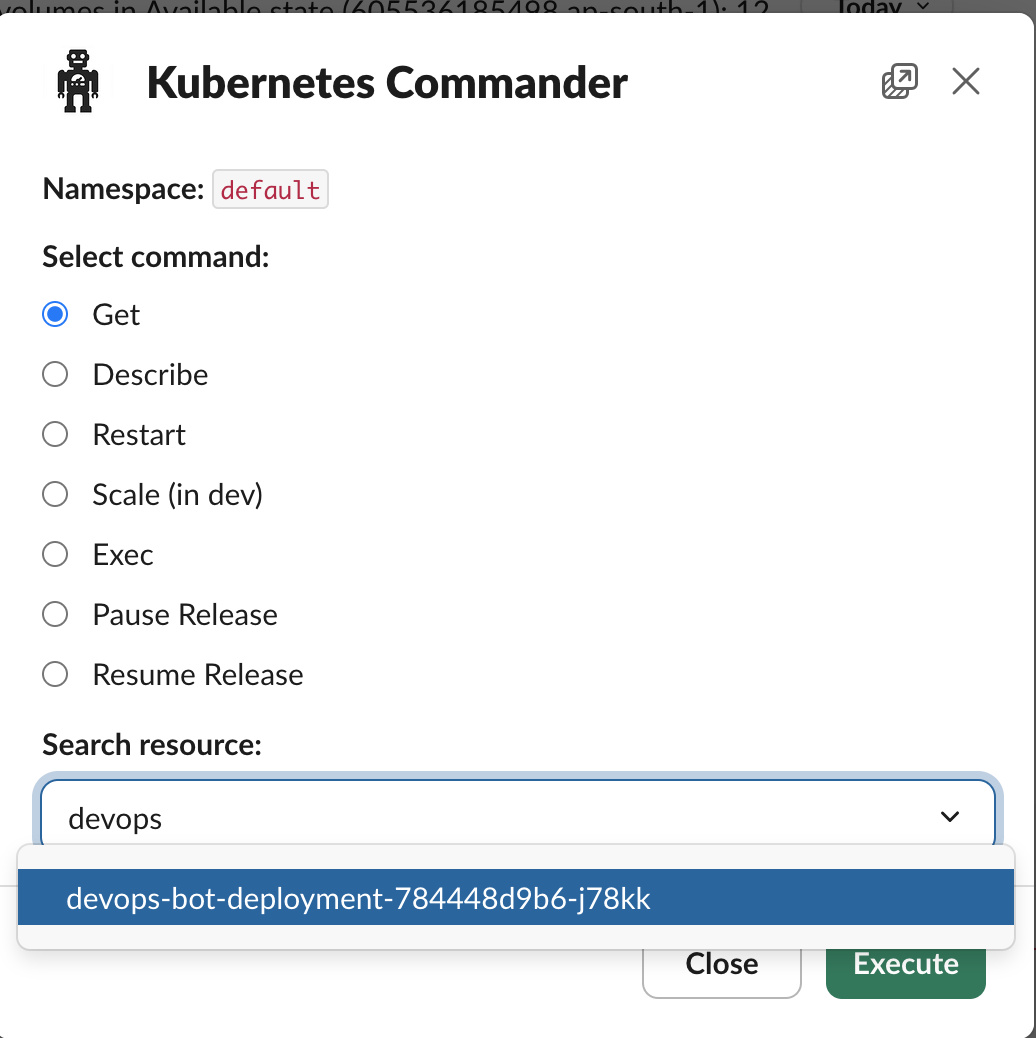 volumes in Available state (605536185498 ap-south-1): 12
Today
Kubernetes Commander
Namespace: default
Select command:
Get
Describe
Restart
Scale (in dev)
Exec
Pause Release
Resume Release
Search resource:
devops
devops-bot-deployment-784448d9b6-j78kk
Close
Execute